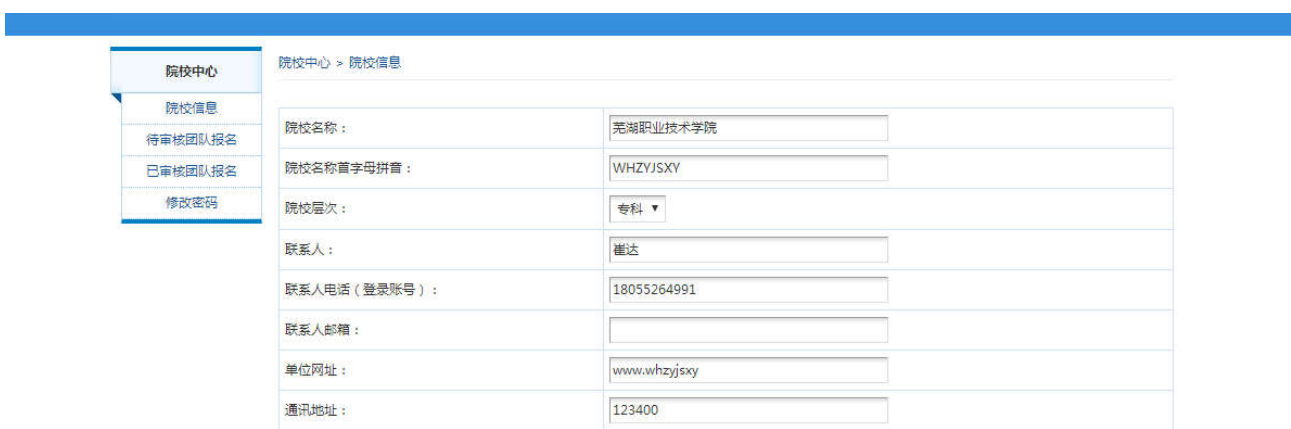 院校中心
院校信息
待审核团队报名
已审核团队报名
修改密码
院校中心 > 院校信息
院校名称： 芜湖职业技术学院
院校名称首字母拼音： WHZYJSXY
院校层次： 专科 ▼
联系人： 崔达
联系人电话（登录账号）： 18055264991
联系人邮箱：
单位网址： www.whzyjsxy
通讯地址： 123400